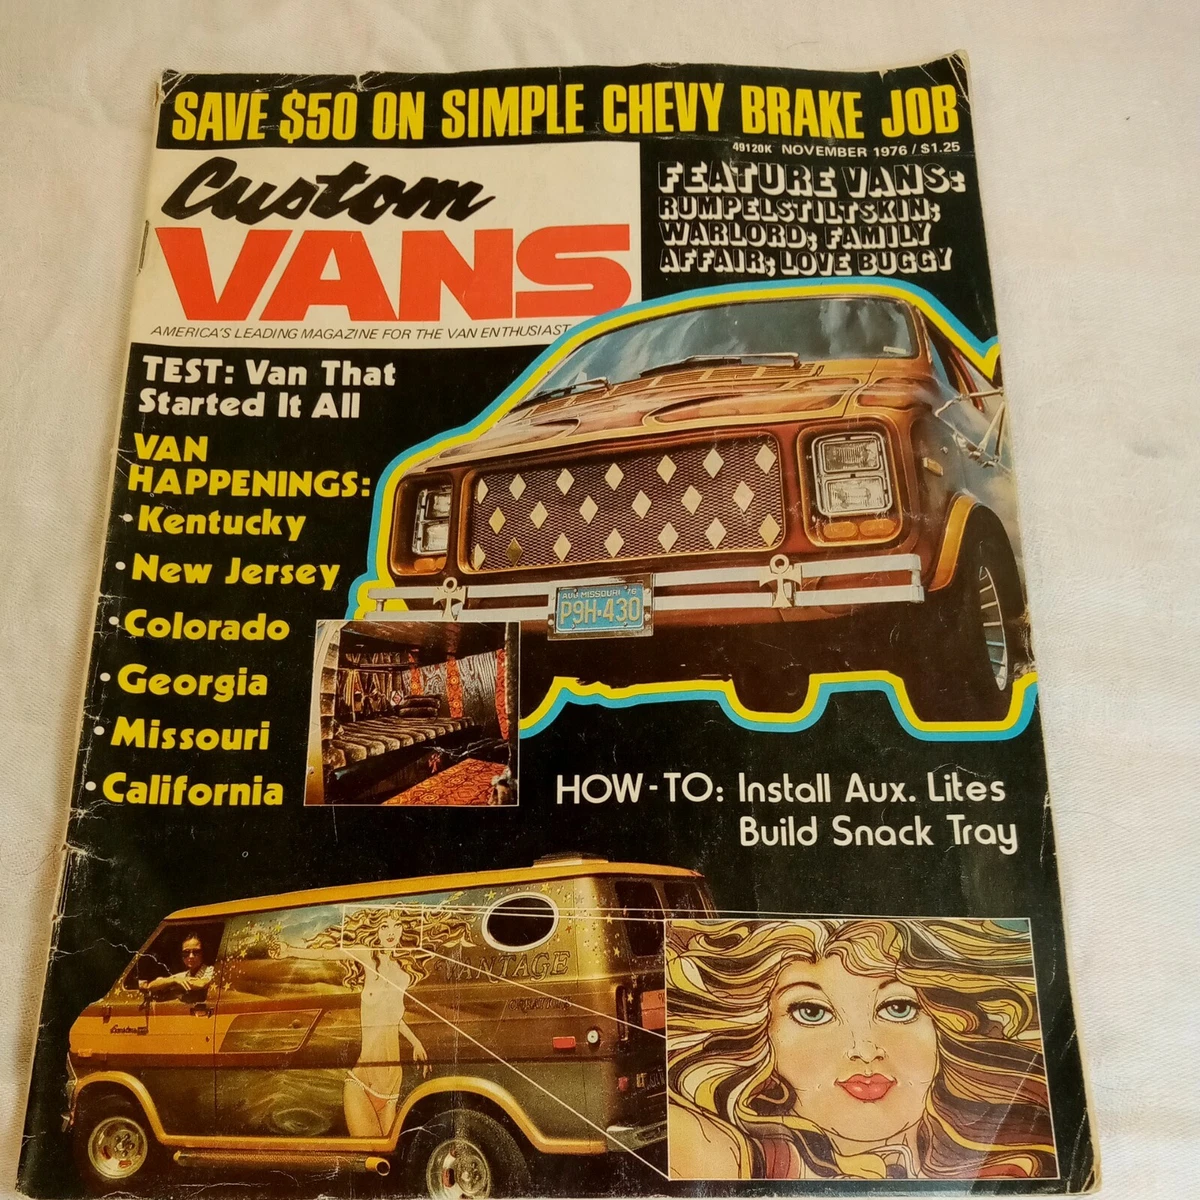 SAVE $50 ON SIMPLE CHEVY BRAKE JOB
49120K NOVEMBER 1976 / $1.25
Custom
VANS
AMERICA'S LEADING MAGAZINE FOR THE VAN ENTHUSIAST
FEATURE VANS:
RUMPELSTILTSKIN;
WARLORD; FAMILY
AFFAIR; LOVE BUGGY
TEST: Van That
Started It All
VAN
HAPPENINGS:
• Kentucky
• New Jersey
• Colorado
• Georgia
• Missouri
• California
AUG MISSOURI 76
P9H-430
HOW-TO: Install Aux. Lites
Build Snack Tray
VANTAGE